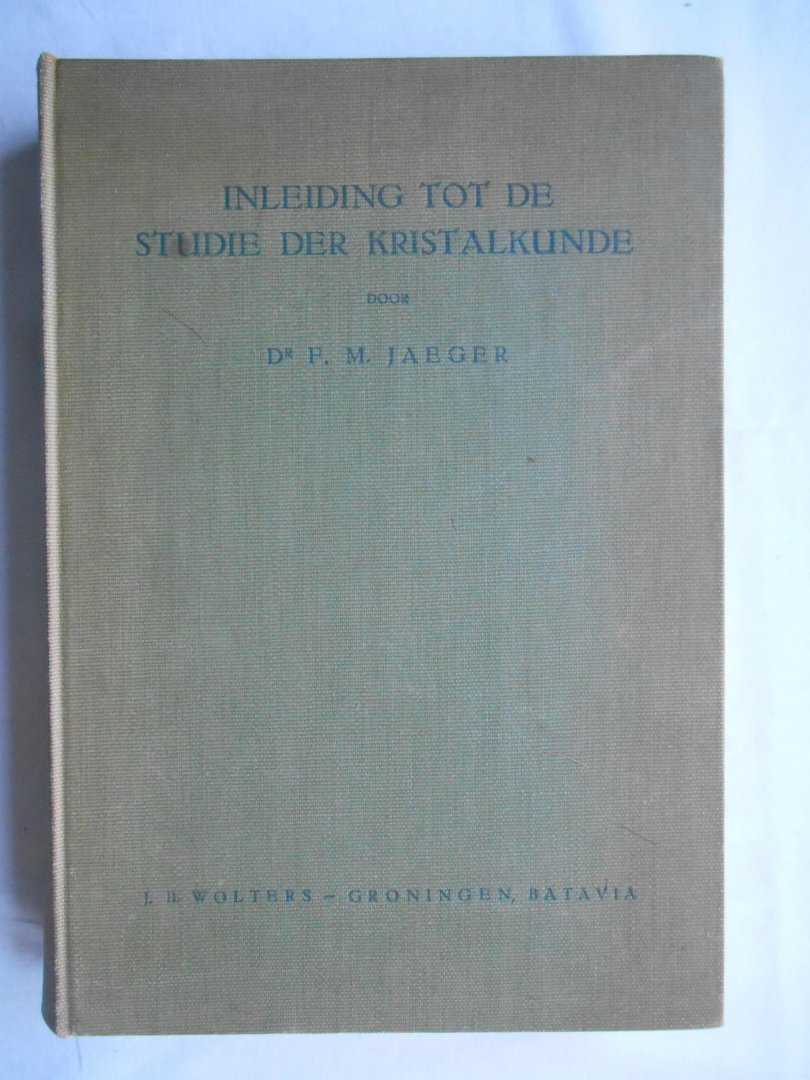 INLEIDING TOT DE
STUDIE DER KRISTALKUNDE
DOOR
DR F. M. JAEGER
J. B. WOLTERS – GRONINGEN, BATAVIA